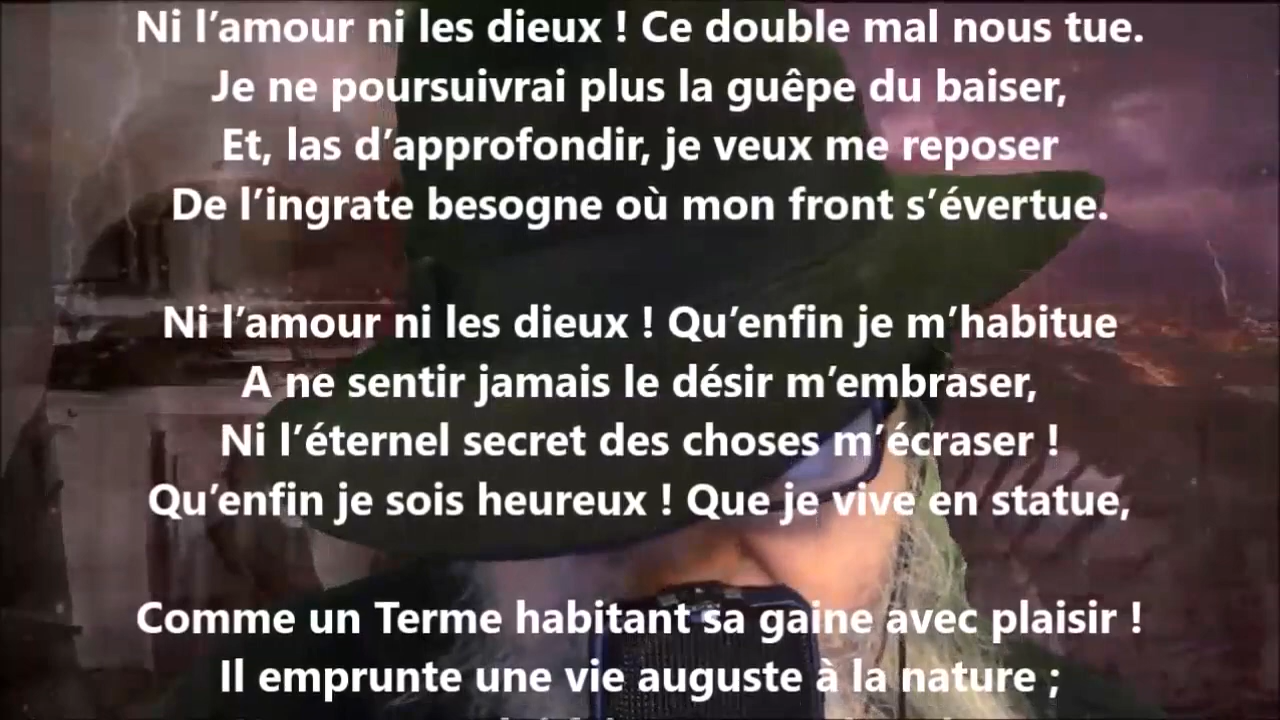 Ni l’amour ni les dieux ! Ce double mal nous tue.
Je ne poursuivrai plus la guêpe du baiser,
Et, las d’approfondir, je veux me reposer
De l’ingrate besogne où mon front s’évertue.
Ni l’amour ni les dieux ! Qu’enfin je m’habitue
A ne sentir jamais le désir m’embraser,
Ni l’éternel secret des choses m’écraser !
Qu’enfin je sois heureux ! Que je vive en statue,
Comme un Terme habitant sa gaine avec plaisir !
Il emprunte une vie auguste à la nature ;